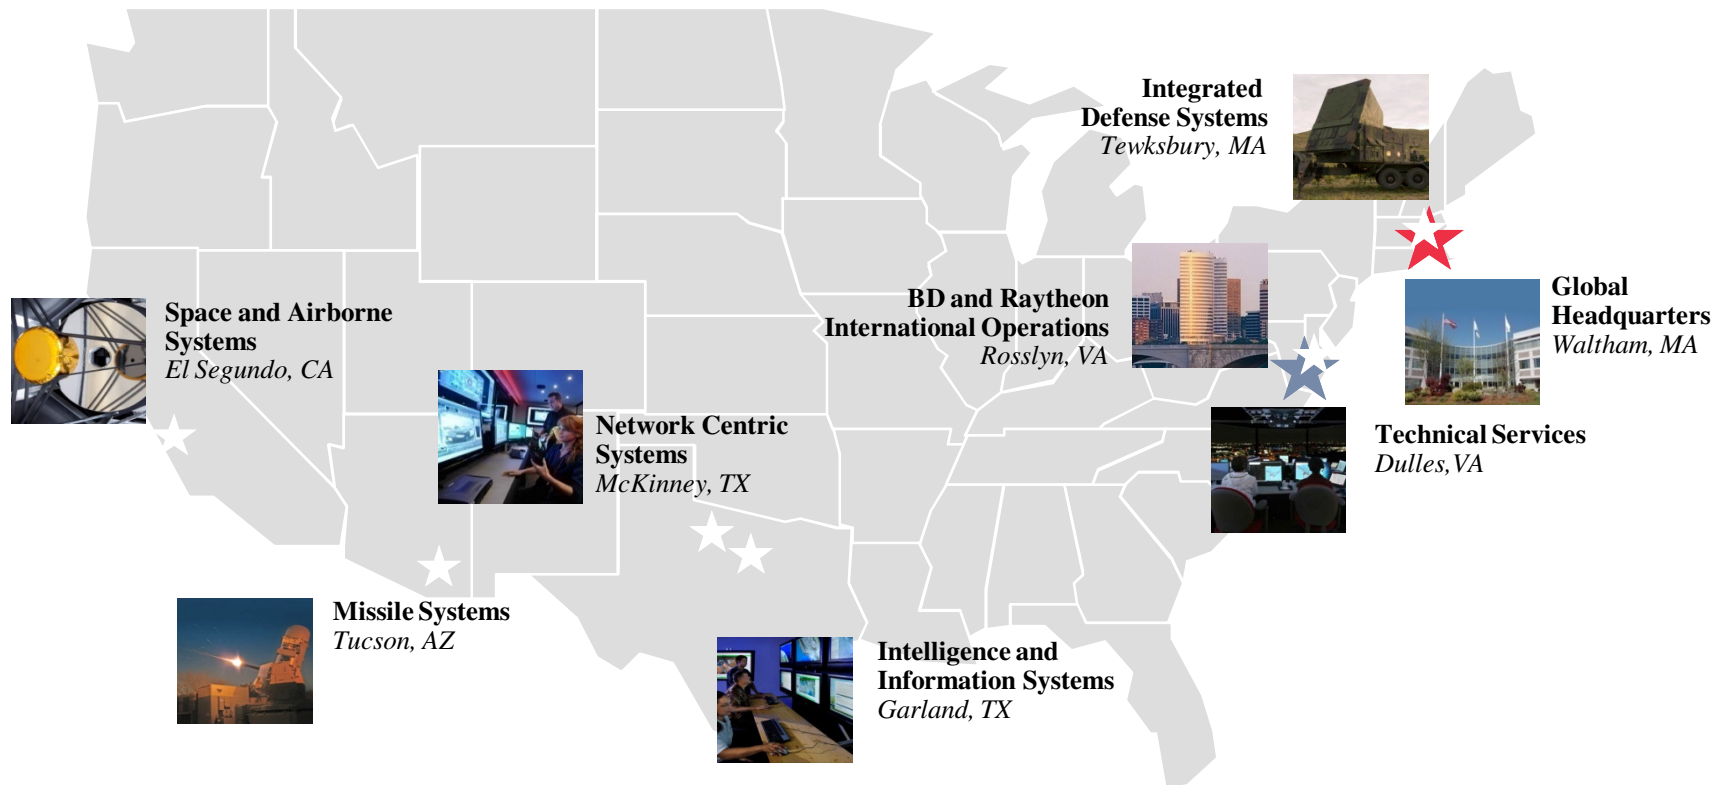 Integrated
Defense Systems
Tewksbury, MA
Global
Headquarters
Waltham, MA
BD and Raytheon
International Operations
Rosslyn, VA
Space and Airborne
Systems
El Segundo, CA
Network Centric
Systems
McKinney, TX
Technical Services
Dulles,VA
Missile Systems
Tucson, AZ
Intelligence and
Information Systems
Garland, TX